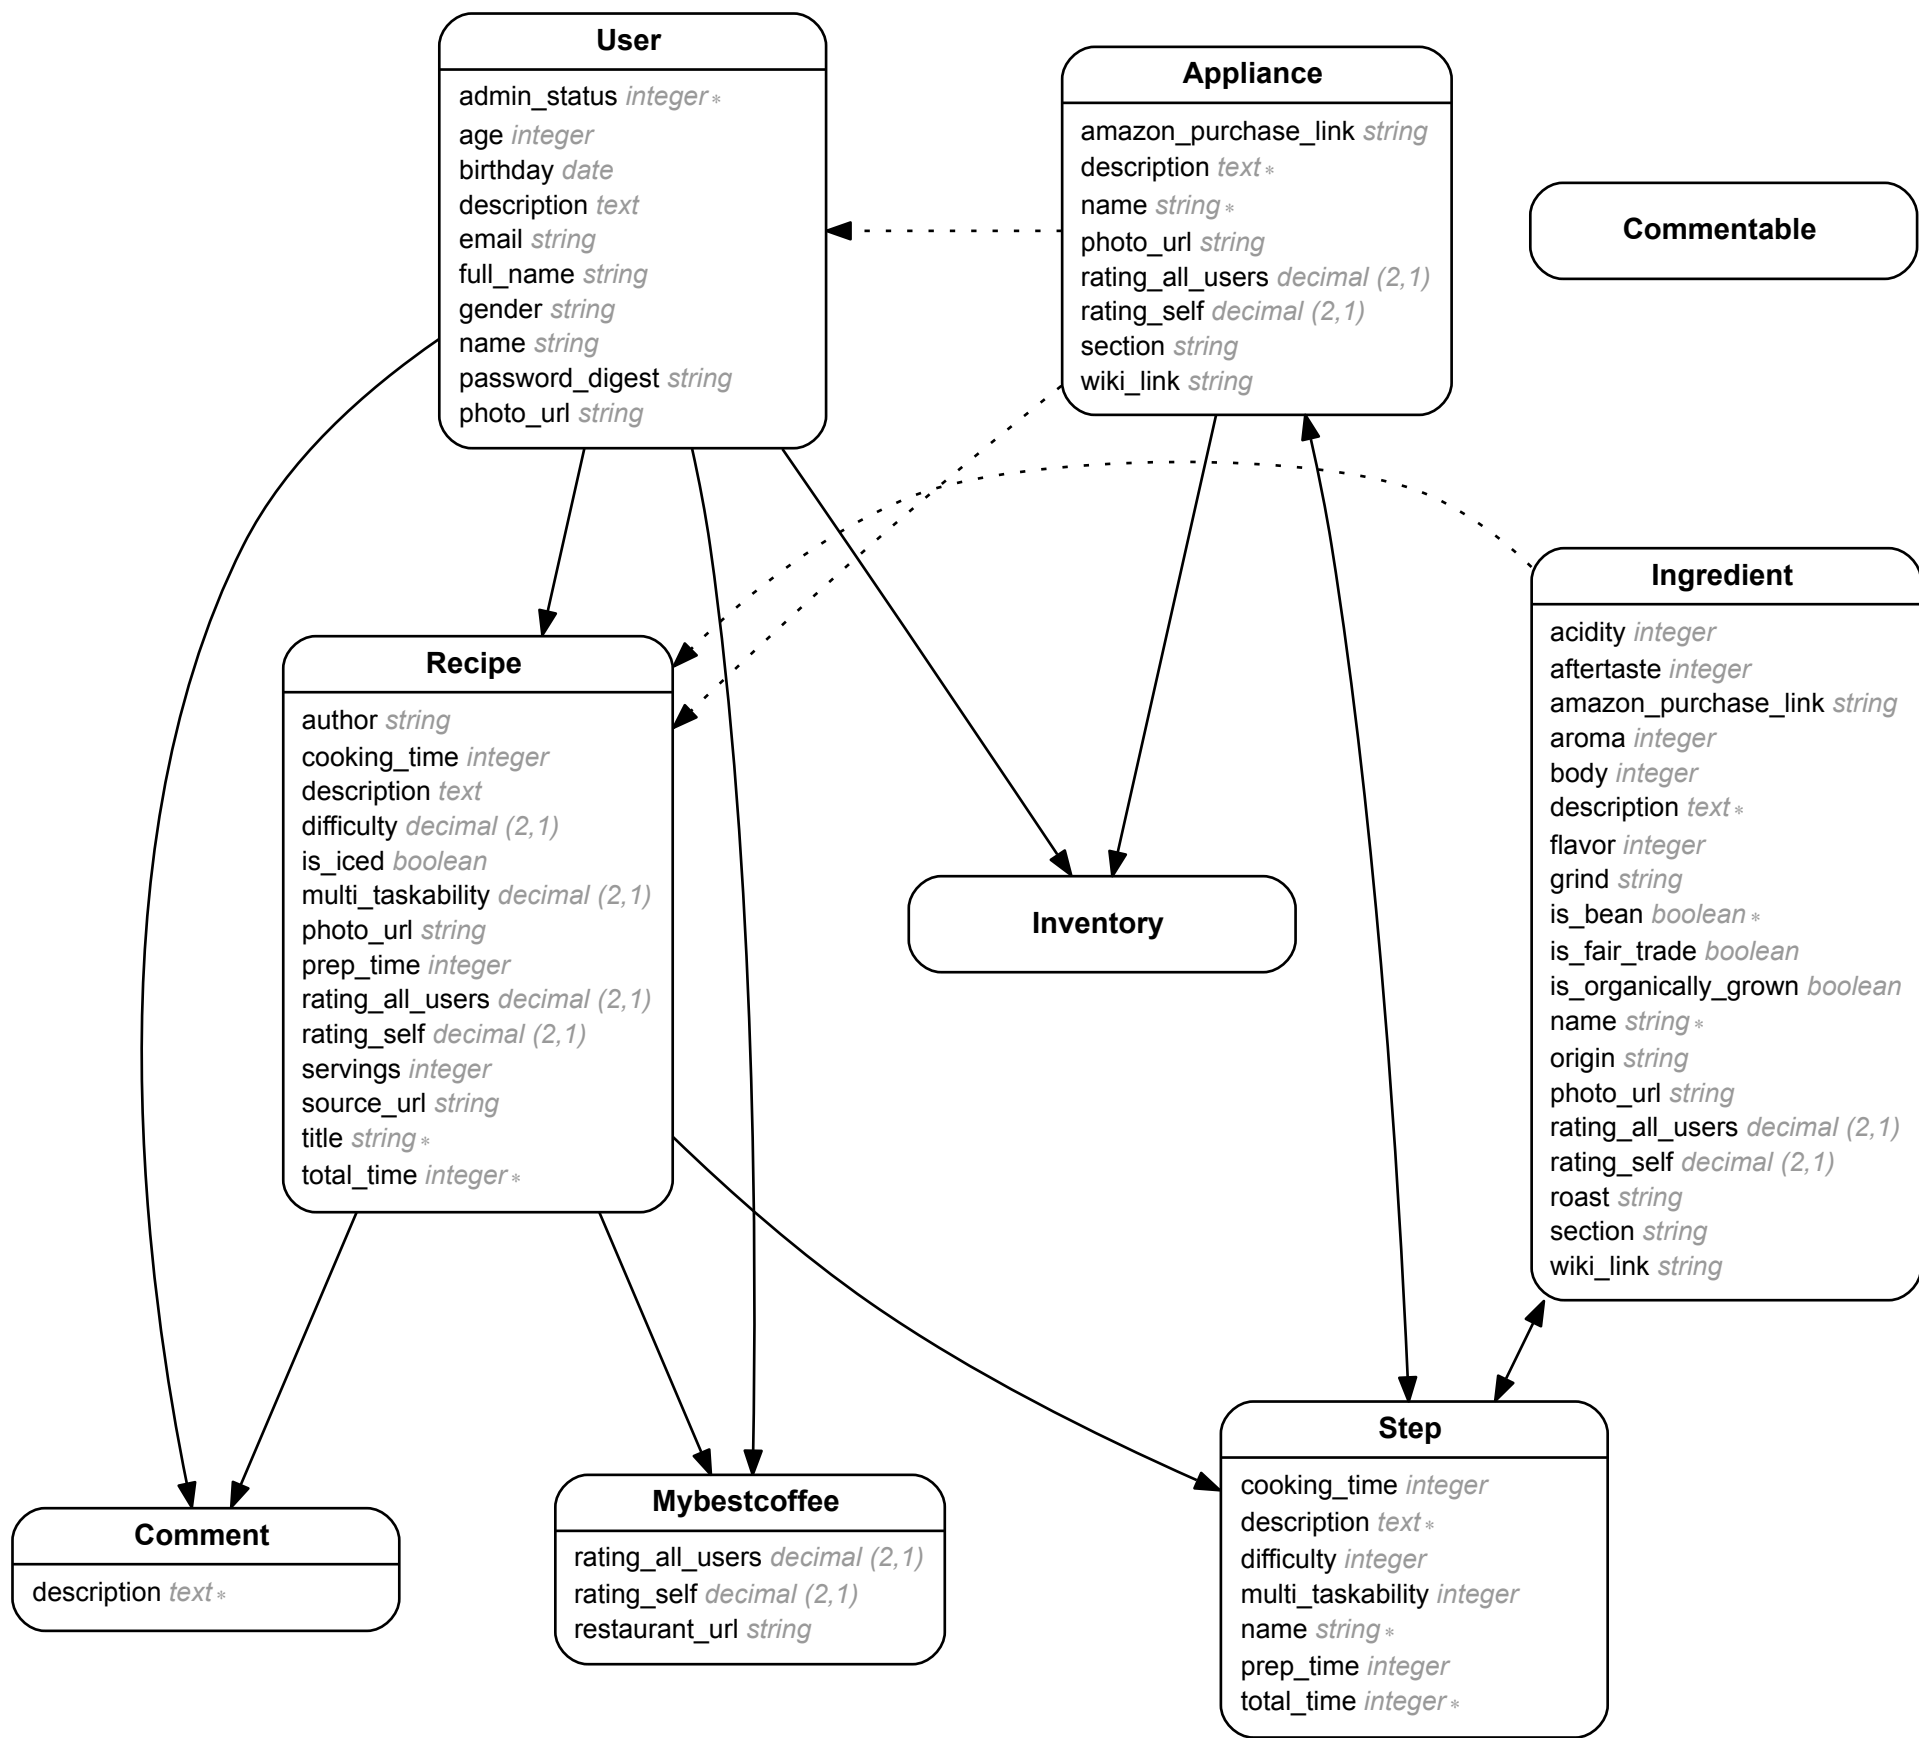 User
admin_status integer *
age integer
birthday date
description text
email string
full_name string
gender string
name string
password_digest string
photo_url string
Appliance
amazon_purchase_link string
description text *
name string *
photo_url string
rating_all_users decimal (2,1)
rating_self decimal (2,1)
section string
wiki_link string
Commentable
Ingredient
acidity integer
aftertaste integer
amazon_purchase_link string
aroma integer
body integer
description text *
flavor integer
grind string
is_bean boolean *
is_fair_trade boolean
is_organically_grown boolean
name string *
origin string
photo_url string
rating_all_users decimal (2,1)
rating_self decimal (2,1)
roast string
section string
wiki_link string
Recipe
author string
cooking_time integer
description text
difficulty decimal (2,1)
is_iced boolean
multi_taskability decimal (2,1)
photo_url string
prep_time integer
rating_all_users decimal (2,1)
rating_self decimal (2,1)
servings integer
source_url string
title string *
total_time integer *
Inventory
Step
cooking_time integer
description text *
difficulty integer
multi_taskability integer
name string *
prep_time integer
total_time integer *
Mybestcoffee
rating_all_users decimal (2,1)
rating_self decimal (2,1)
restaurant_url string
Comment
description text *